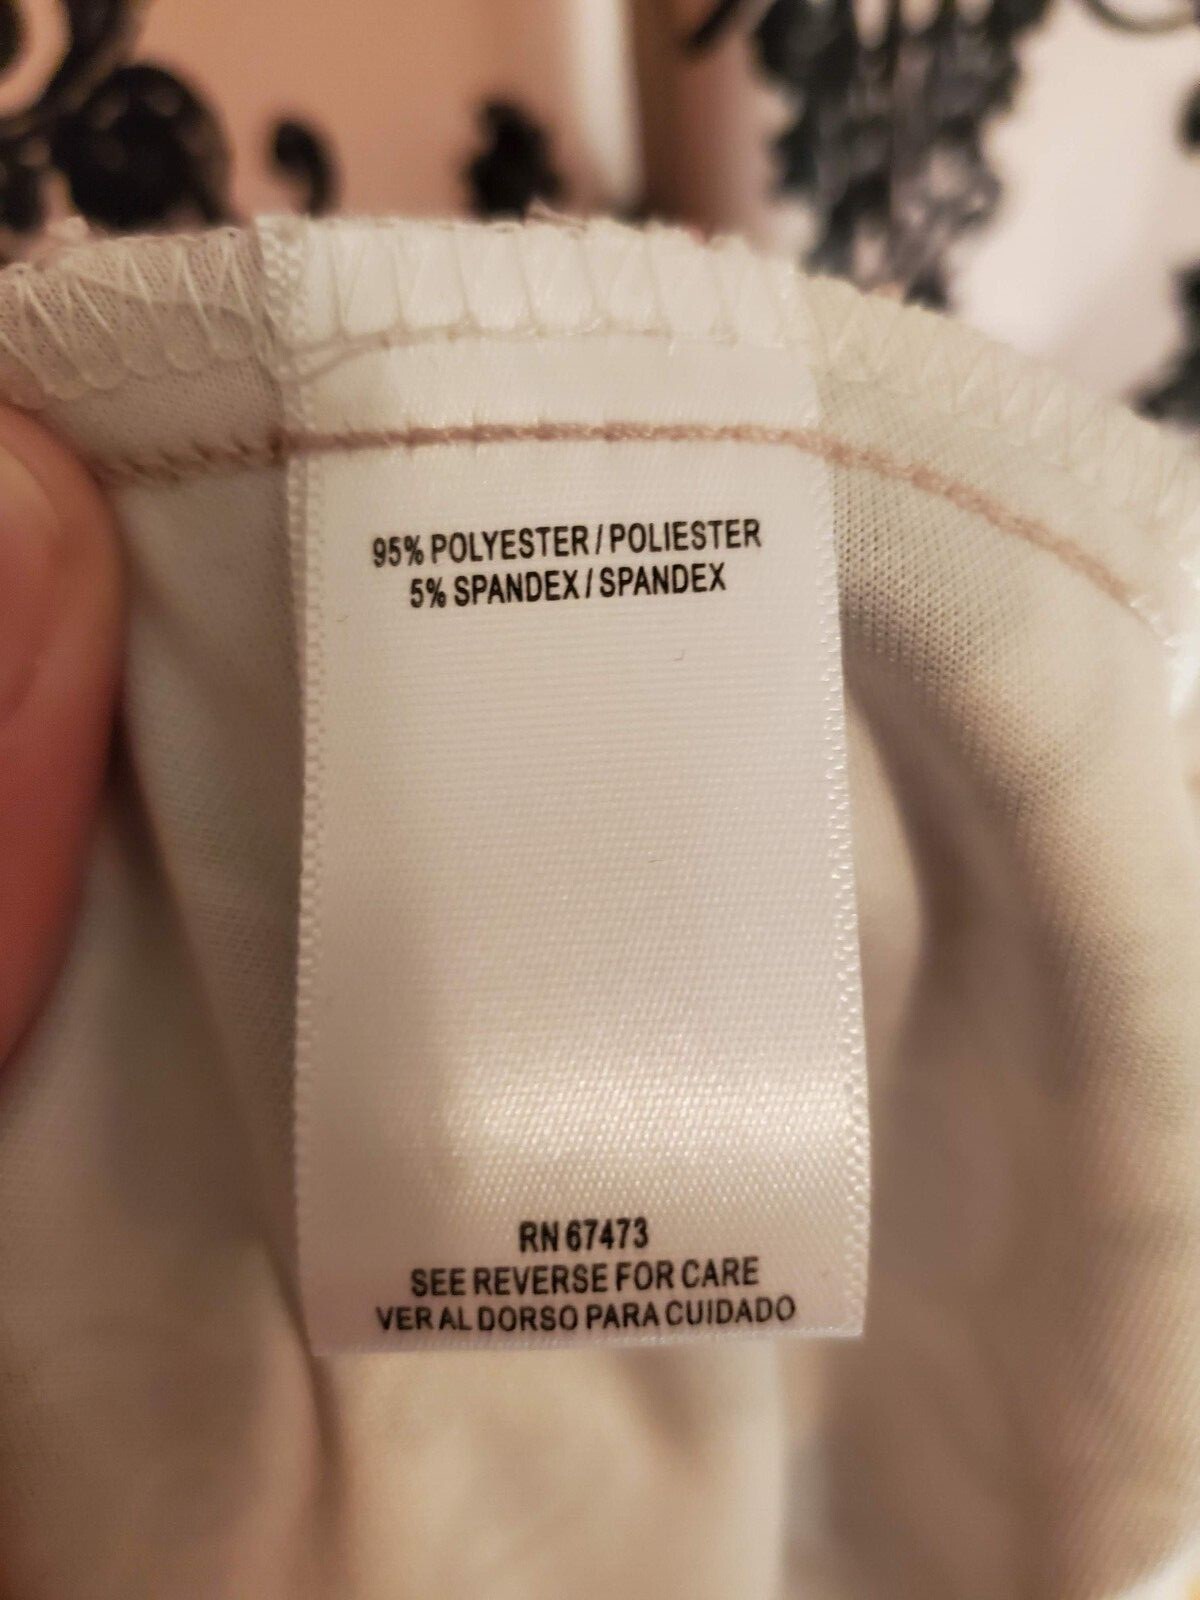 95% POLYESTER / POLIESTER
5% SPANDEX / SPANDEX
RN 67473
SEE REVERSE FOR CARE
VER AL DORSO PARA CUIDADO